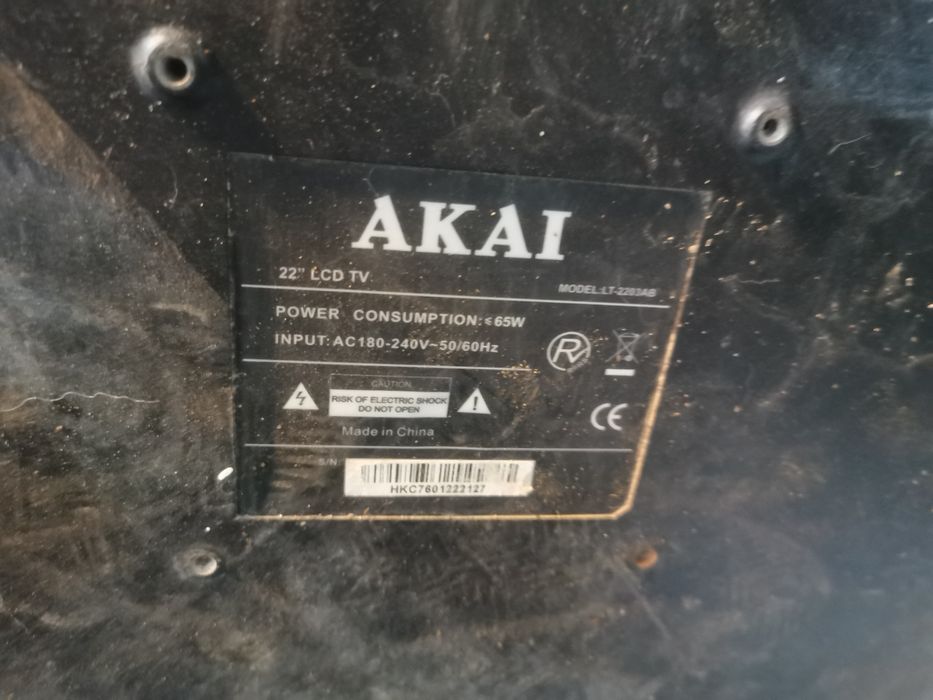 AKAI
22" LCD TV
MODEL:LT-2203AB
POWER CONSUMPTION:≤65W
INPUT:AC180-240V~50/60Hz
CAUTION
RISK OF ELECTRIC SHOCK
DO NOT OPEN
Made in China
S/N
HKC7601222127